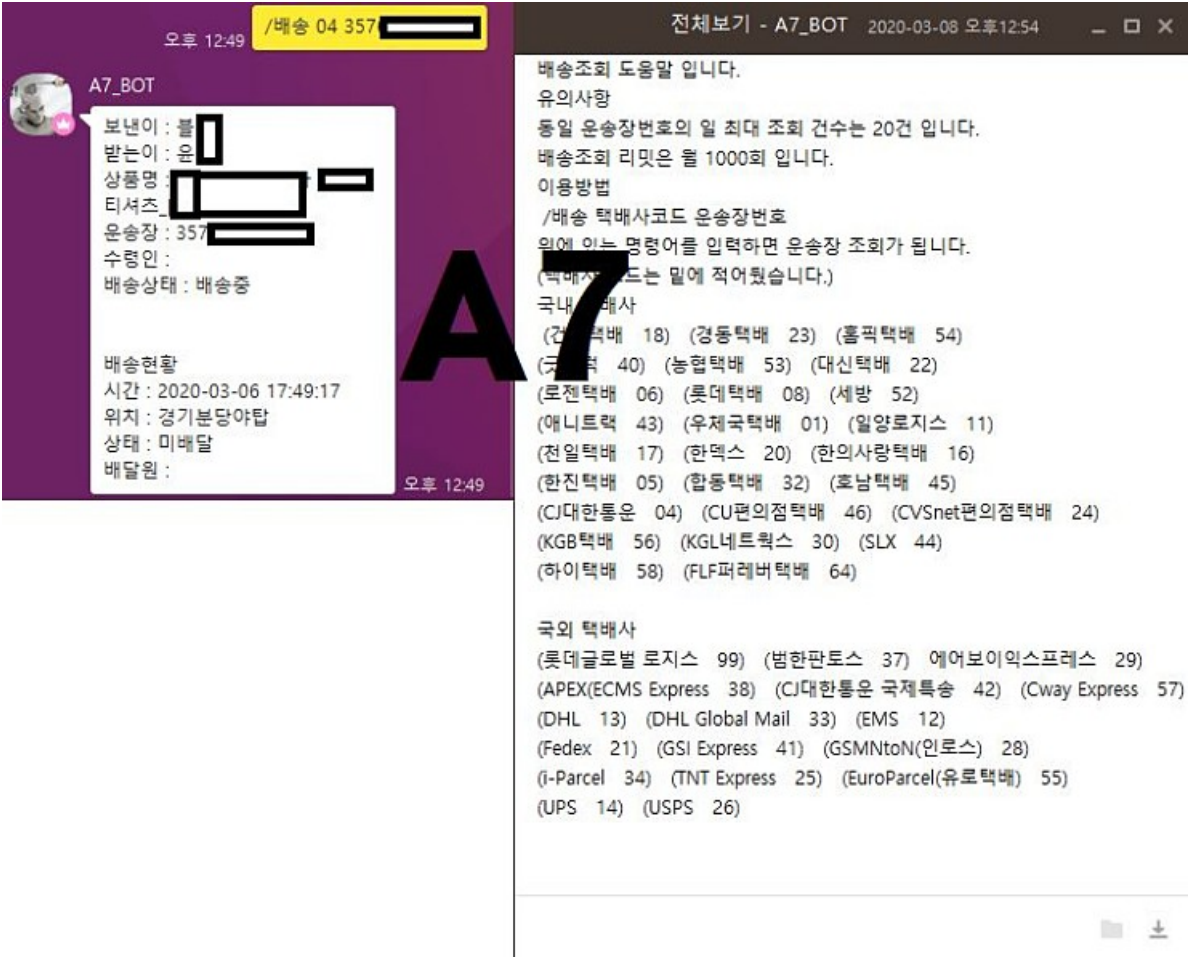 /배송 04 357
오후 12:49
A7_BOT
보낸이 : 블
받는이 : 윤
상품명 :
티셔츠_
운송장 : 357
수령인 :
배송상태 : 배송중
배송현황
시간 : 2020-03-06 17:49:17
위치 : 경기분당야탑
상태 : 미배달
배달원 :
오후 12:49
A7
전체보기 - A7_BOT 2020-03-08 오후12:54
배송조회 도움말 입니다.
유의사항
동일 운송장번호의 일 최대 조회 건수는 20건 입니다.
배송조회 리밋은 월 1000회 입니다.
이용방법
/배송 택배사코드 운송장번호
위에 있는 명령어를 입력하면 운송장 조회가 됩니다.
(택배사코드는 밑에 적어뒀습니다.)
국내 택배사
(건영택배 18) (경동택배 23) (홈픽택배 54)
40) (농협택배 53) (대신택배 22)
(로젠택배 06) (롯데택배 08) (세방 52)
(애니트랙 43) (우체국택배 01) (일양로지스 11)
(천일택배 17) (한덱스 20) (한의사랑택배 16)
(한진택배 05) (합동택배 32) (호남택배 45)
(CJ대한통운 04) (CU편의점택배 46) (CVSnet편의점택배 24)
(KGB택배 56) (KGL네트웍스 30) (SLX 44)
(하이택배 58) (FLF퍼레버택배 64)
국외 택배사
(롯데글로벌 로지스 99) (범한판토스 37) 에어보이익스프레스 29)
(APEX(ECMS Express 38) (CJ대한통운 국제특송 42) (Cway Express 57)
(DHL 13) (DHL Global Mail 33) (EMS 12)
(Fedex 21) (GSI Express 41) (GSMNtoN(인로스) 28)
(i-Parcel 34) (TNT Express 25) (EuroParcel(유로택배) 55)
(UPS 14) (USPS 26)